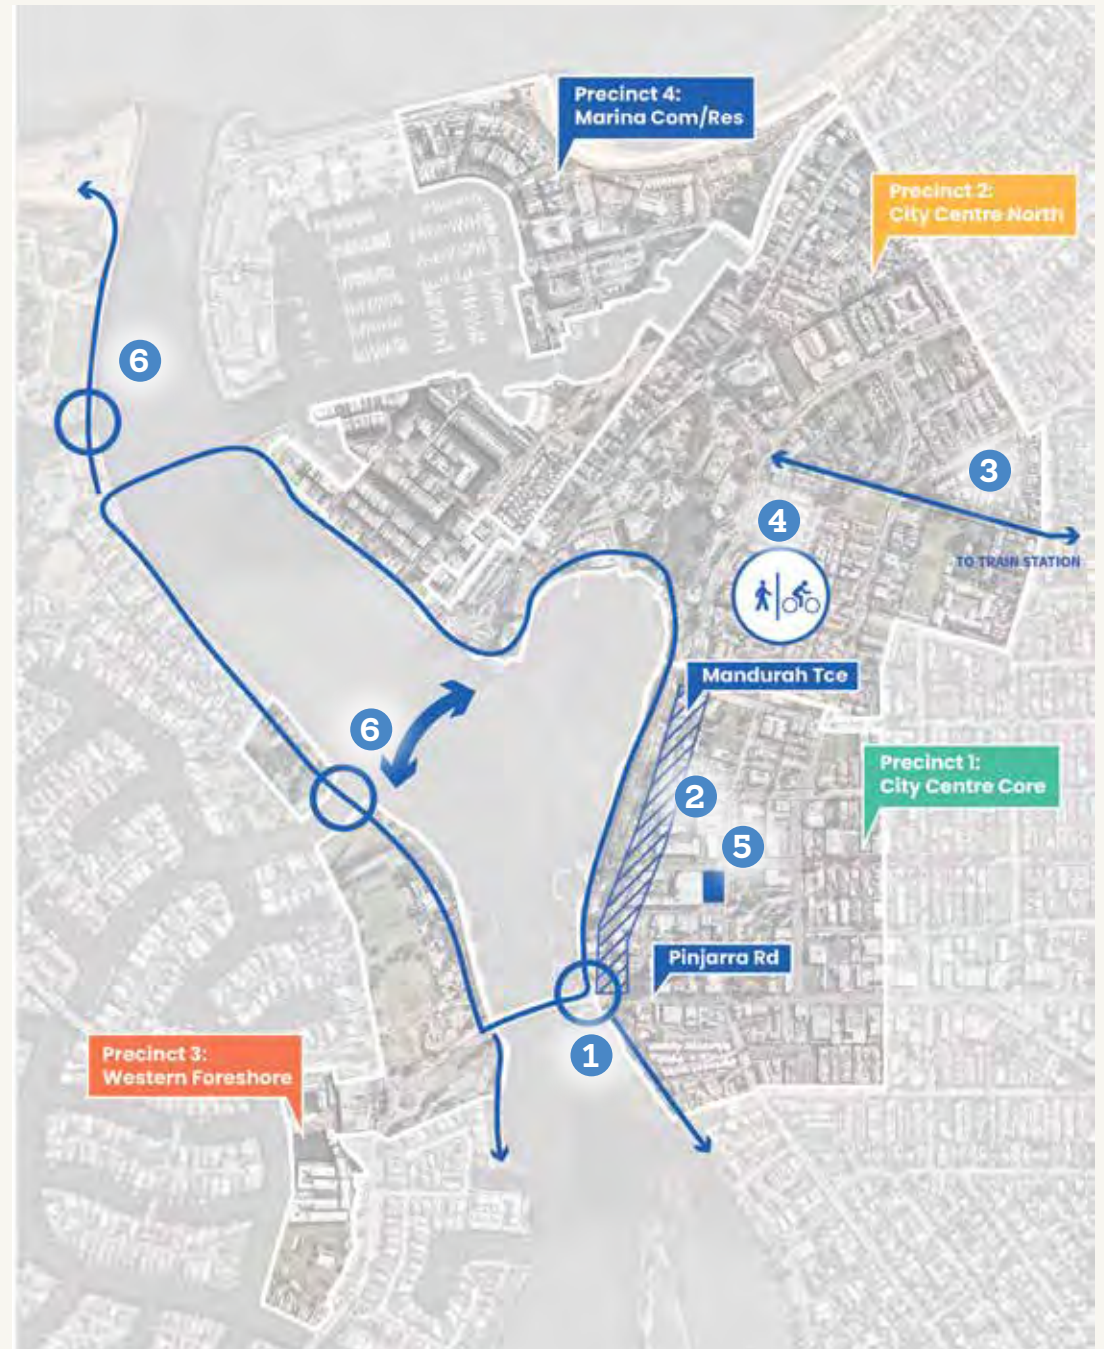 Precinct 4:
Marina Com/Res
Precinct 2:
City Centre North
6
3
4
TO TRAIN STATION
Mandurah Tce
6
Precinct 1:
City Centre Core
2
5
Pinjarra Rd
1
Precinct 3:
Western Foreshore